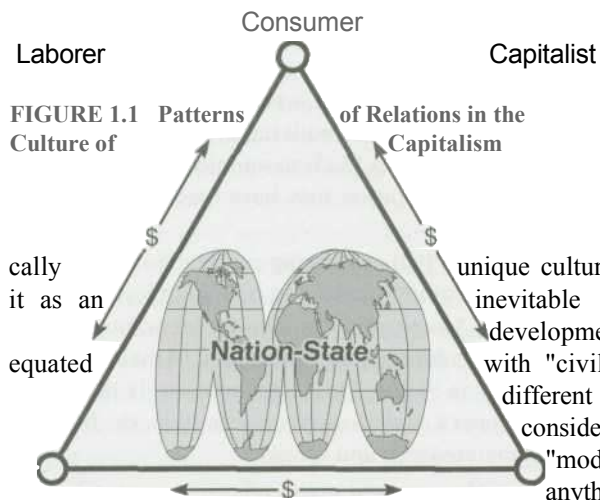 Consumer
Laborer Capitalist
FIGURE 1.1 Patterns of Relations in the
Culture of Capitalism
$ $
cally unique cultur
it as an inevitable
developme
equated with "civil
Nation-State
different
conside
"mod
anyth
$